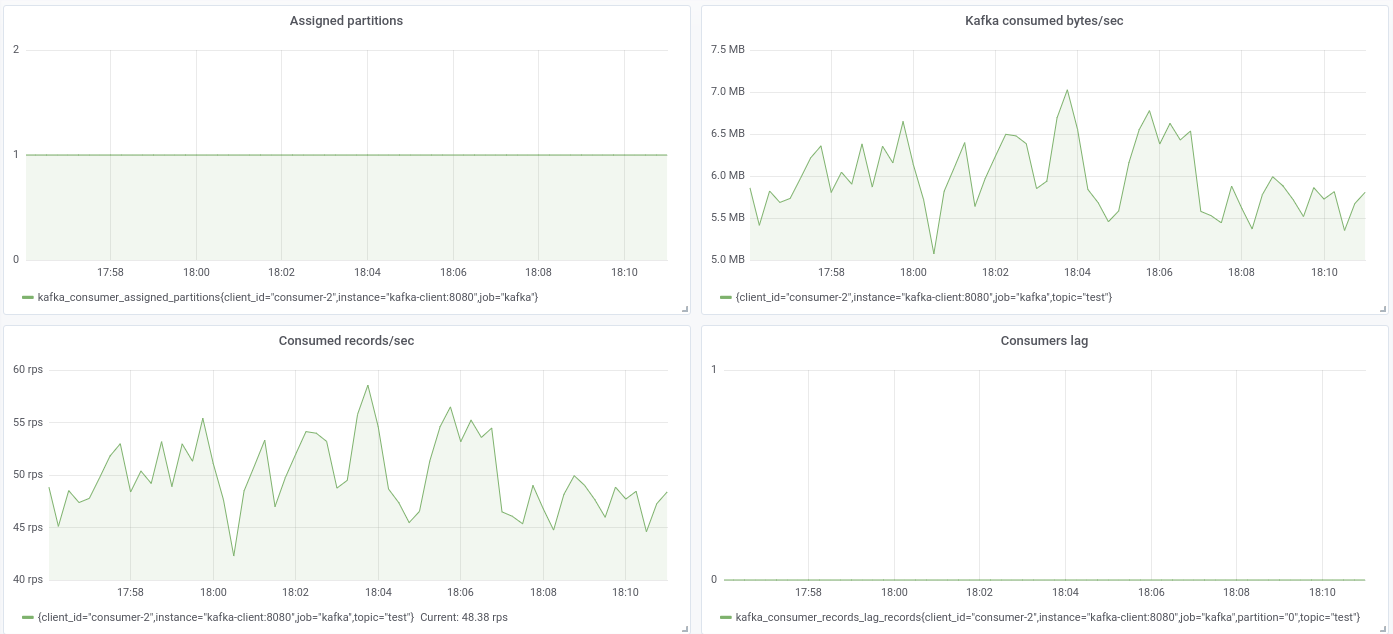 Assigned partitions
2
1
0
17:58 18:00 18:02 18:04 18:06 18:08 18:10
kafka_consumer_assigned_partitions{client_id="consumer-2",instance="kafka-client:8080",job="kafka"}
Kafka consumed bytes/sec
7.5 MB
7.0 MB
6.5 MB
6.0 MB
5.5 MB
5.0 MB
17:58 18:00 18:02 18:04 18:06 18:08 18:10
{client_id="consumer-2",instance="kafka-client:8080",job="kafka",topic="test"}
Consumed records/sec
60 rps
55 rps
50 rps
45 rps
40 rps
17:58 18:00 18:02 18:04 18:06 18:08 18:10
{client_id="consumer-2",instance="kafka-client:8080",job="kafka",topic="test"} Current: 48.38 rps
Consumers lag
1
0
17:58 18:00 18:02 18:04 18:06 18:08 18:10
kafka_consumer_records_lag_records{client_id="consumer-2",instance="kafka-client:8080",job="kafka",partition="0",topic="test"}